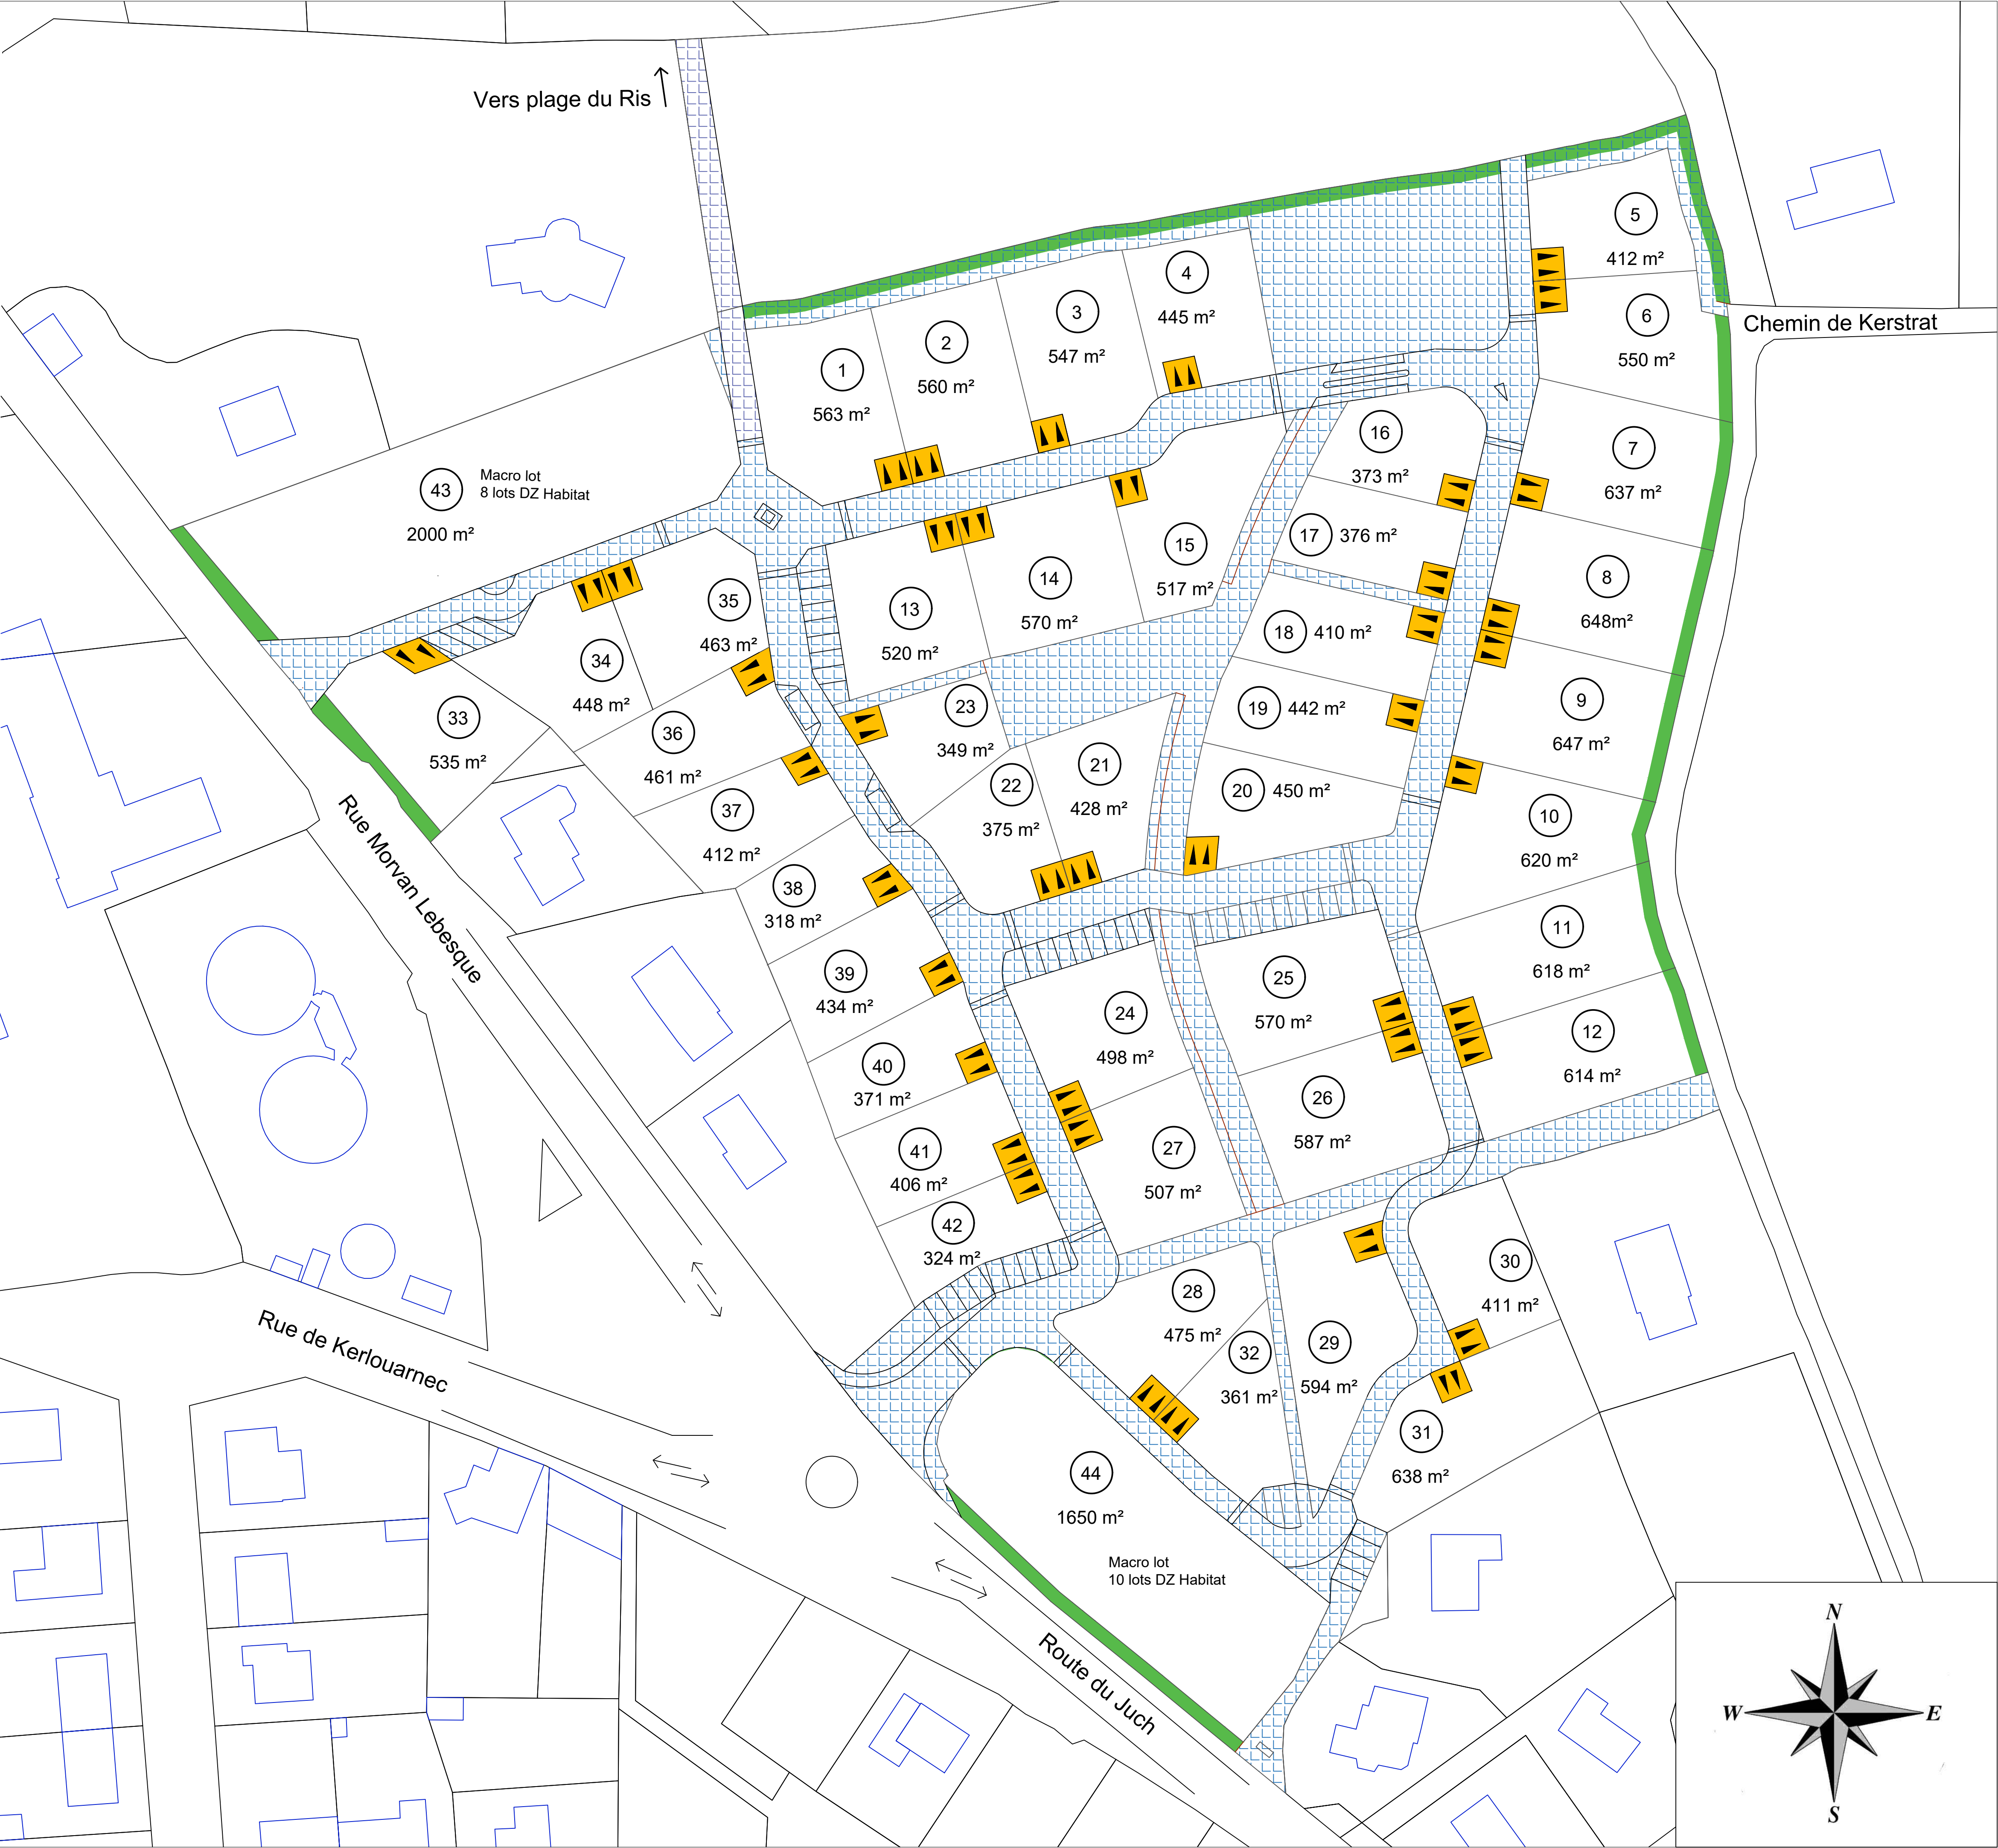 Vers plage du Ris
Chemin de Kerstrat
1
563 m²
2
560 m²
3
547 m²
4
445 m²
5
412 m²
6
550 m²
7
637 m²
8
648m²
9
647 m²
10
620 m²
11
618 m²
12
614 m²
13
520 m²
14
570 m²
15
517 m²
16
373 m²
17 376 m²
18 410 m²
19 442 m²
20 450 m²
21
428 m²
22
375 m²
23
349 m²
24
498 m²
25
570 m²
26
587 m²
27
507 m²
28
475 m²
29
594 m²
30
411 m²
31
638 m²
32
361 m²
33
535 m²
34
448 m²
35
463 m²
36
461 m²
37
412 m²
38
318 m²
39
434 m²
40
371 m²
41
406 m²
42
324 m²
43
Macro lot
8 lots DZ Habitat
2000 m²
44
1650 m²
Macro lot
10 lots DZ Habitat
Rue Morvan Lebesque
Rue de Kerlouarnec
Route du Juch
N
W
E
S